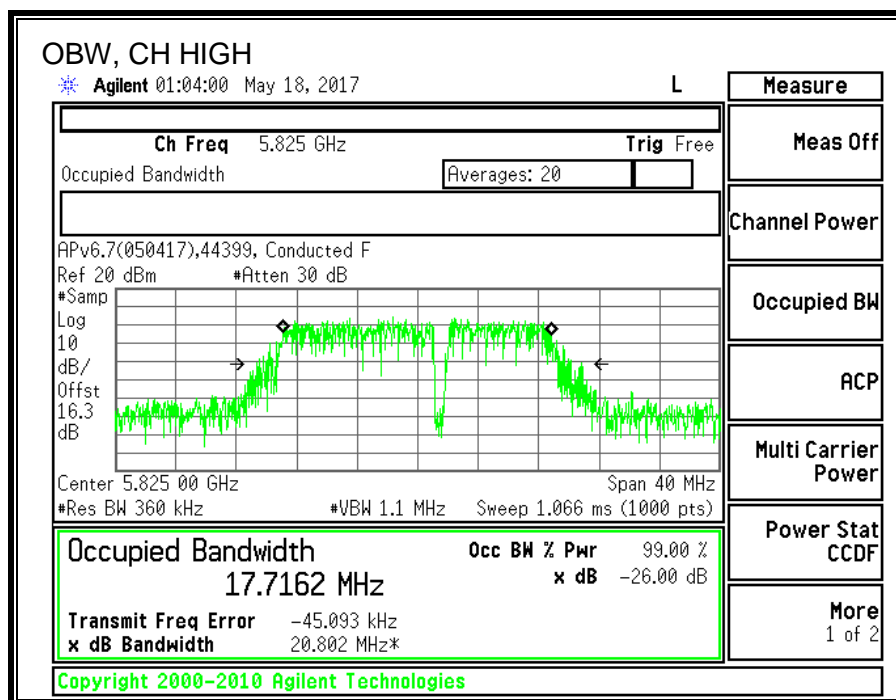 OBW, CH HIGH
Agilent 01:04:00 May 18, 2017 L
Measure
Ch Freq 5.825 GHz Trig Free
Meas Off
Occupied Bandwidth Averages: 20
Channel Power
APv6.7(050417),44399, Conducted F
Ref 20 dBm #Atten 30 dB
#Samp
Log
10
dB/
Offst
16.3
dB
Occupied BW
ACP
Multi Carrier
Power
Center 5.825 00 GHz Span 40 MHz
#Res BW 360 kHz #VBW 1.1 MHz Sweep 1.066 ms (1000 pts)
Power Stat
CCDF
Occupied Bandwidth Occ BW % Pwr 99.00 %
17.7162 MHz x dB -26.00 dB
Transmit Freq Error -45.093 kHz
x dB Bandwidth 20.802 MHz*
More
1 of 2
Copyright 2000-2010 Agilent Technologies